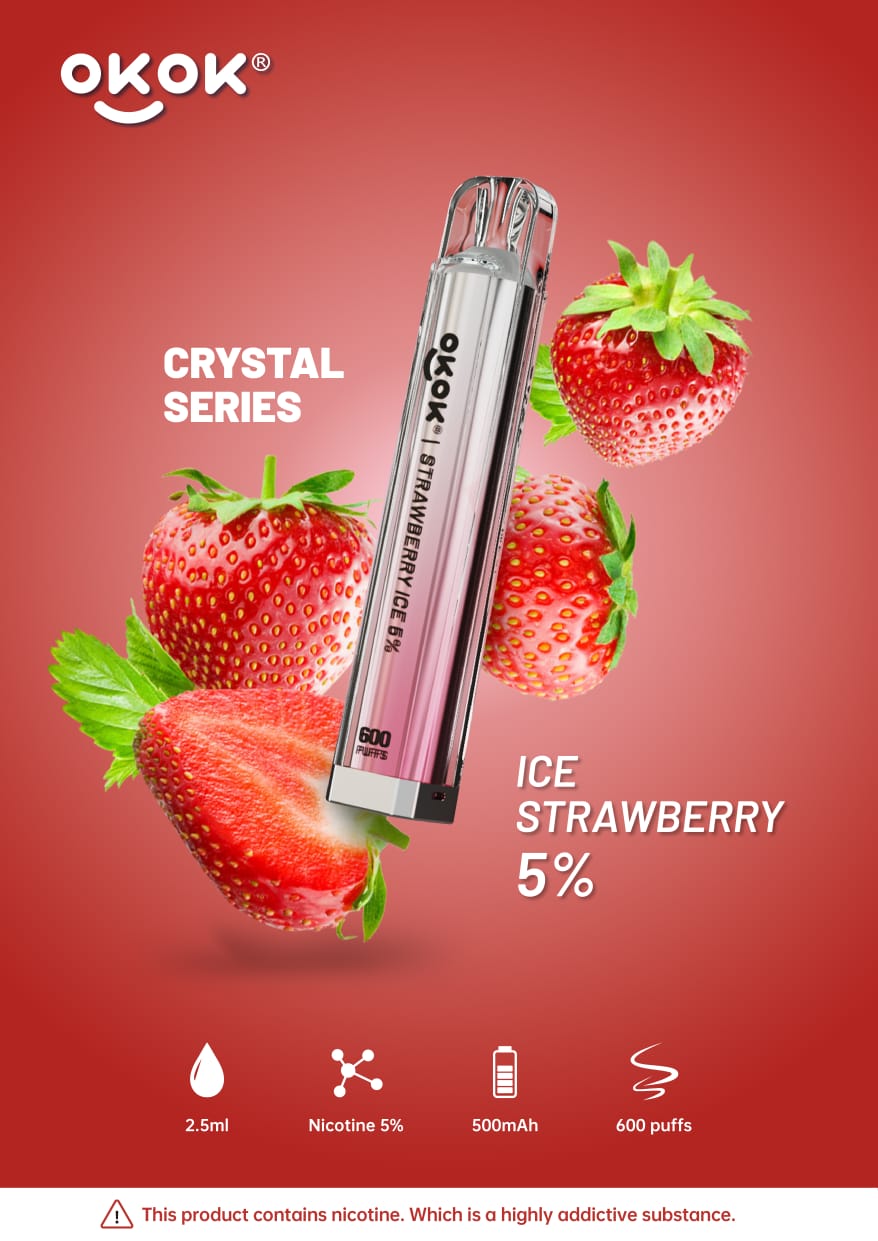 OKOK®
CRYSTAL
SERIES
OKOK® | STRAWBERRY ICE 5%
600
PUFFS
ICE
STRAWBERRY
5%
2.5ml
Nicotine 5%
500mAh
600 puffs
This product contains nicotine. Which is a highly addictive substance.